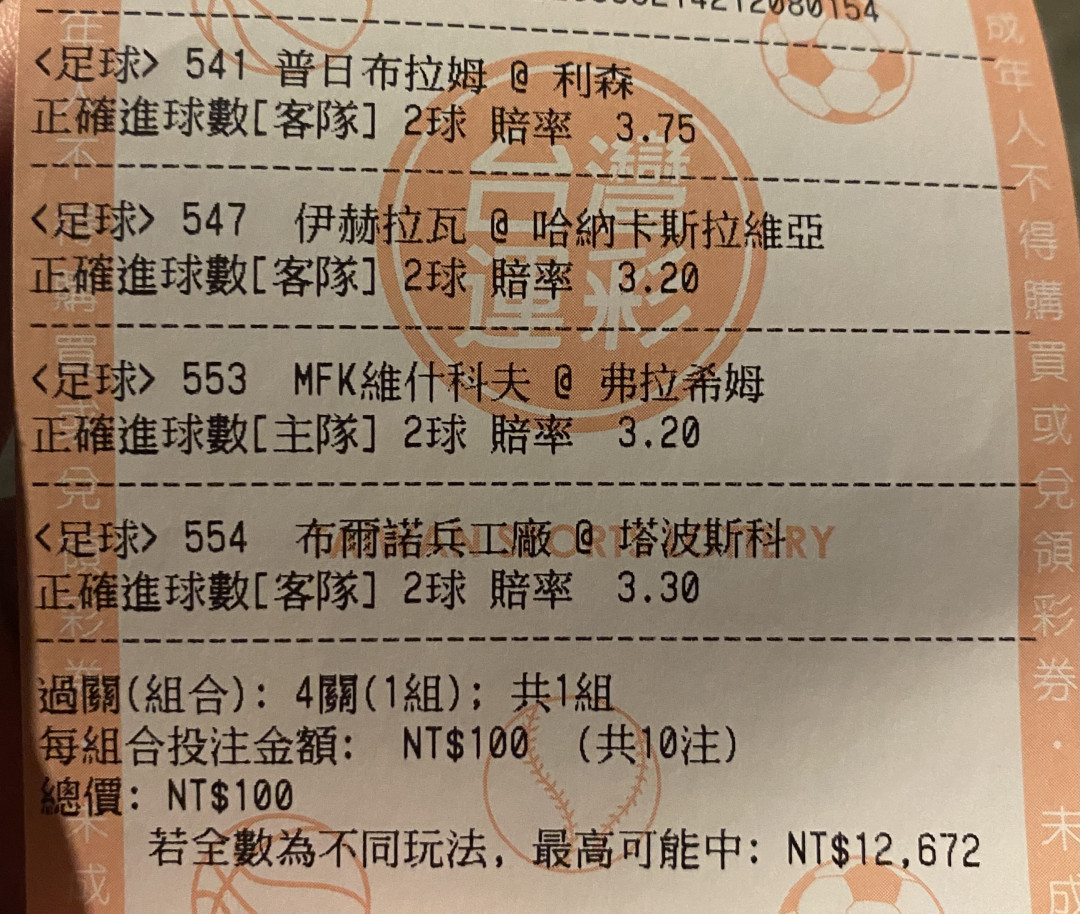 <足球> 541 普日布拉姆 @ 利森
正確進球數[客隊] 2球 賠率 3.75
<足球> 547 伊赫拉瓦 @ 哈納卡斯拉維亞
正確進球數[客隊] 2球 賠率 3.20
<足球> 553 MFK維什科夫 @ 弗拉希姆
正確進球數[主隊] 2球 賠率 3.20
<足球> 554 布爾諾兵工廠 @ 塔波斯科
正確進球數[客隊] 2球 賠率 3.30
過關(組合): 4關(1組); 共1組
每組合投注金額: NT$100 (共10注)
總價: NT$100
若全數為不同玩法, 最高可能中: NT$12,672
台灣
運彩
成年人不得購買或兌領彩券・未成